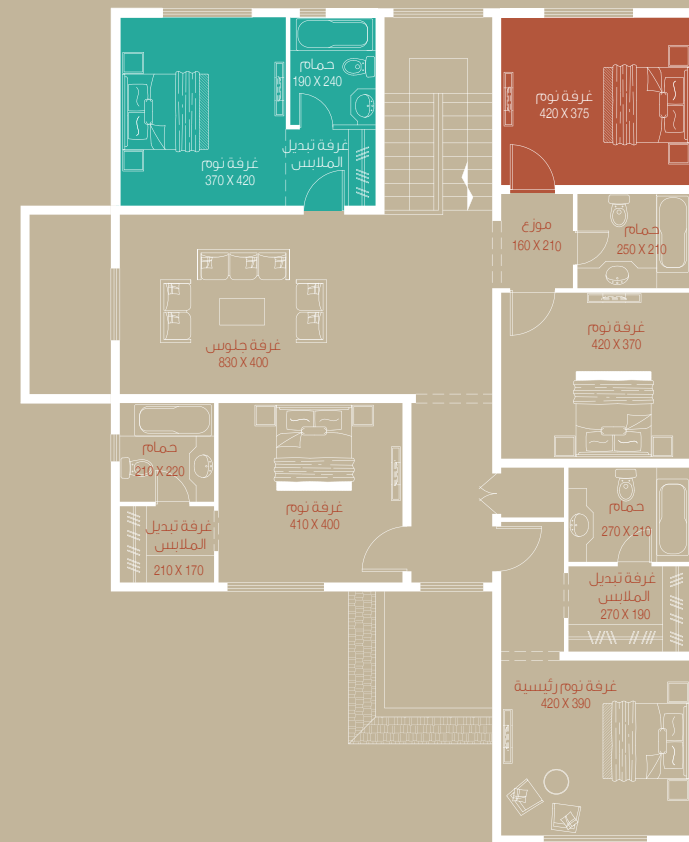 حمام
190 X 240
غرفة تبديل
الملابس
غرفة نوم
370 X 420
غرفة نوم
420 X 375
موزع
160 X 210
حمام
250 X 210
غرفة نوم
420 X 370
غرفة جلوس
830 X 400
حمام
210 X 220
غرفة نوم
410 X 400
غرفة تبديل
الملابس
210 X 170
حمام
270 X 210
غرفة تبديل
الملابس
270 X 190
غرفة نوم رئيسية
420 X 390